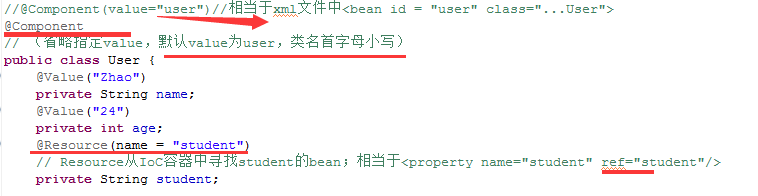 //@Component(value="user")//相当于xml文件中<bean id = "user" class="...User">
@Component
// （省略指定value，默认value为user，类名首字母小写）
public class User {
@Value("Zhao")
private String name;
@Value("24")
private int age;
@Resource(name = "student")
// Resource从IoC容器中寻找student的bean；相当于<property name="student" ref="student"/>
private String student;